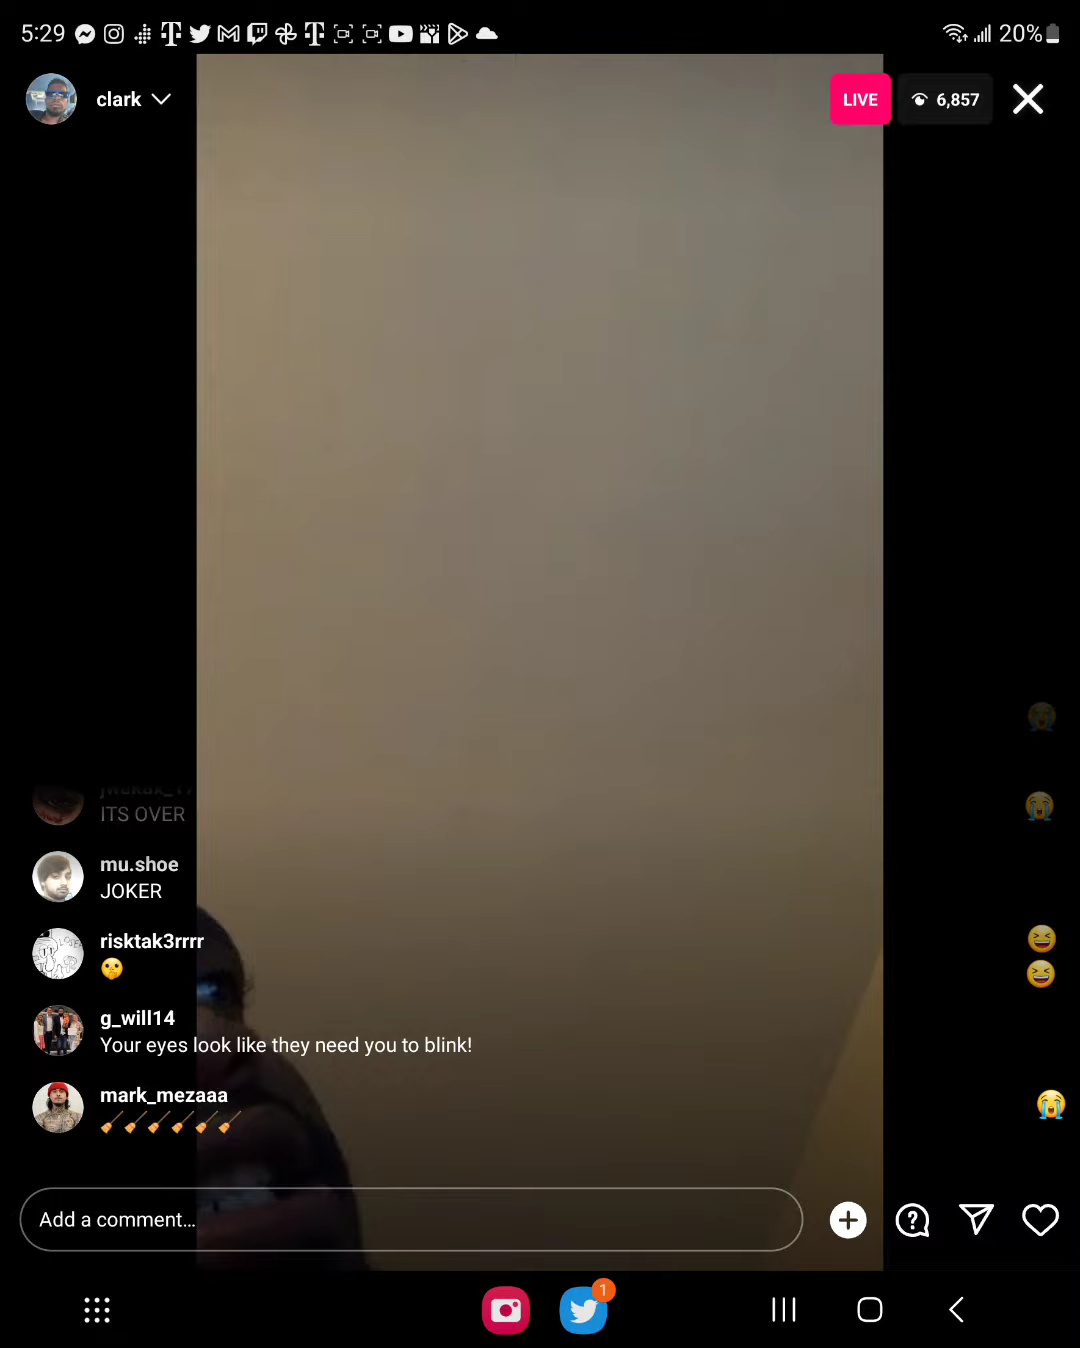 5:29
20%
clark
LIVE
6,857
ITS OVER
mu.shoe
JOKER
risktak3rrrr
g_will14
Your eyes look like they need you to blink!
mark_mezaaa
Add a comment...
1